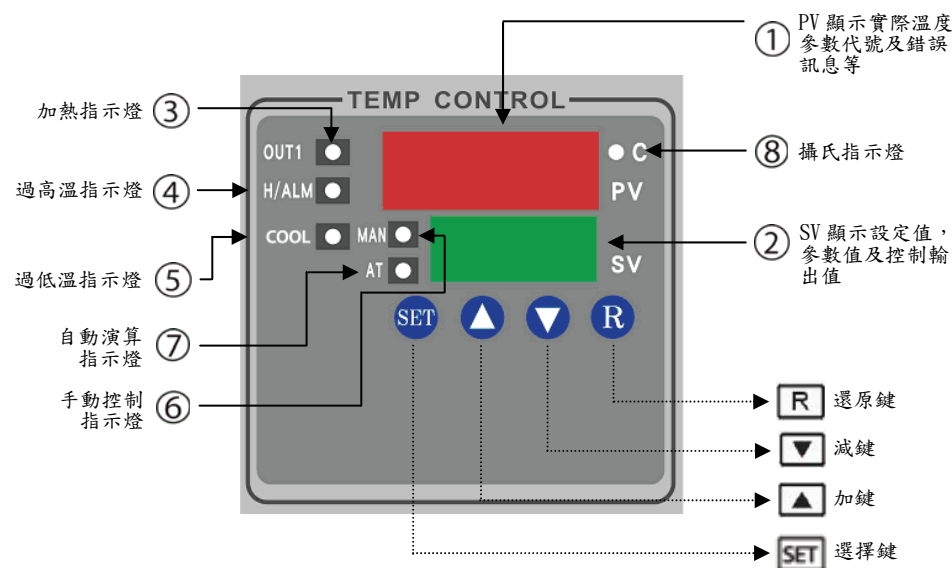 ① PV 顯示實際溫度
參數代號及錯誤
訊息等
加熱指示燈 ③
TEMP CONTROL
OUT1
C
⑧ 攝氏指示燈
過高溫指示燈 ④
H/ALM
PV
COOL
MAN
② SV 顯示設定值，
參數值及控制輸
出值
過低溫指示燈 ⑤
AT
SV
SET
R
自動演算
指示燈 ⑦
手動控制
指示燈 ⑥
R 還原鍵
▼ 減鍵
▲ 加鍵
SET 選擇鍵